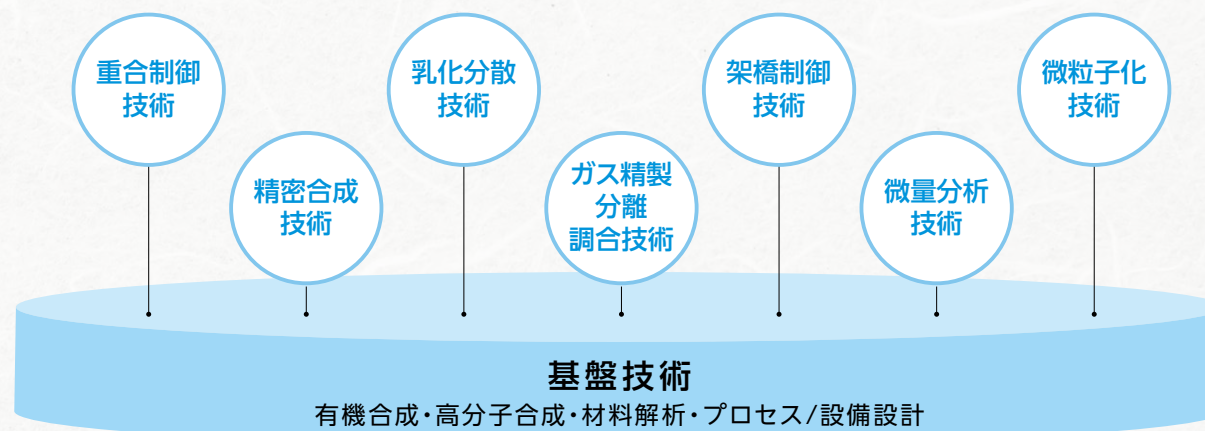 重合制御
技術
精密合成
技術
乳化分散
技術
ガス精製
分離
調合技術
架橋制御
技術
微量分析
技術
微粒子化
技術
基盤技術
有機合成・高分子合成・材料解析・プロセス/設備設計